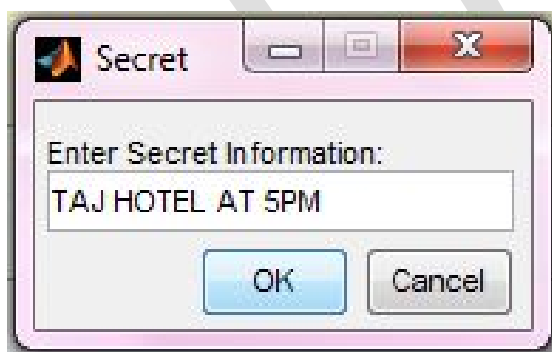 Secret
Enter Secret Information:
TAJ HOTEL AT 5PM
OK
Cancel